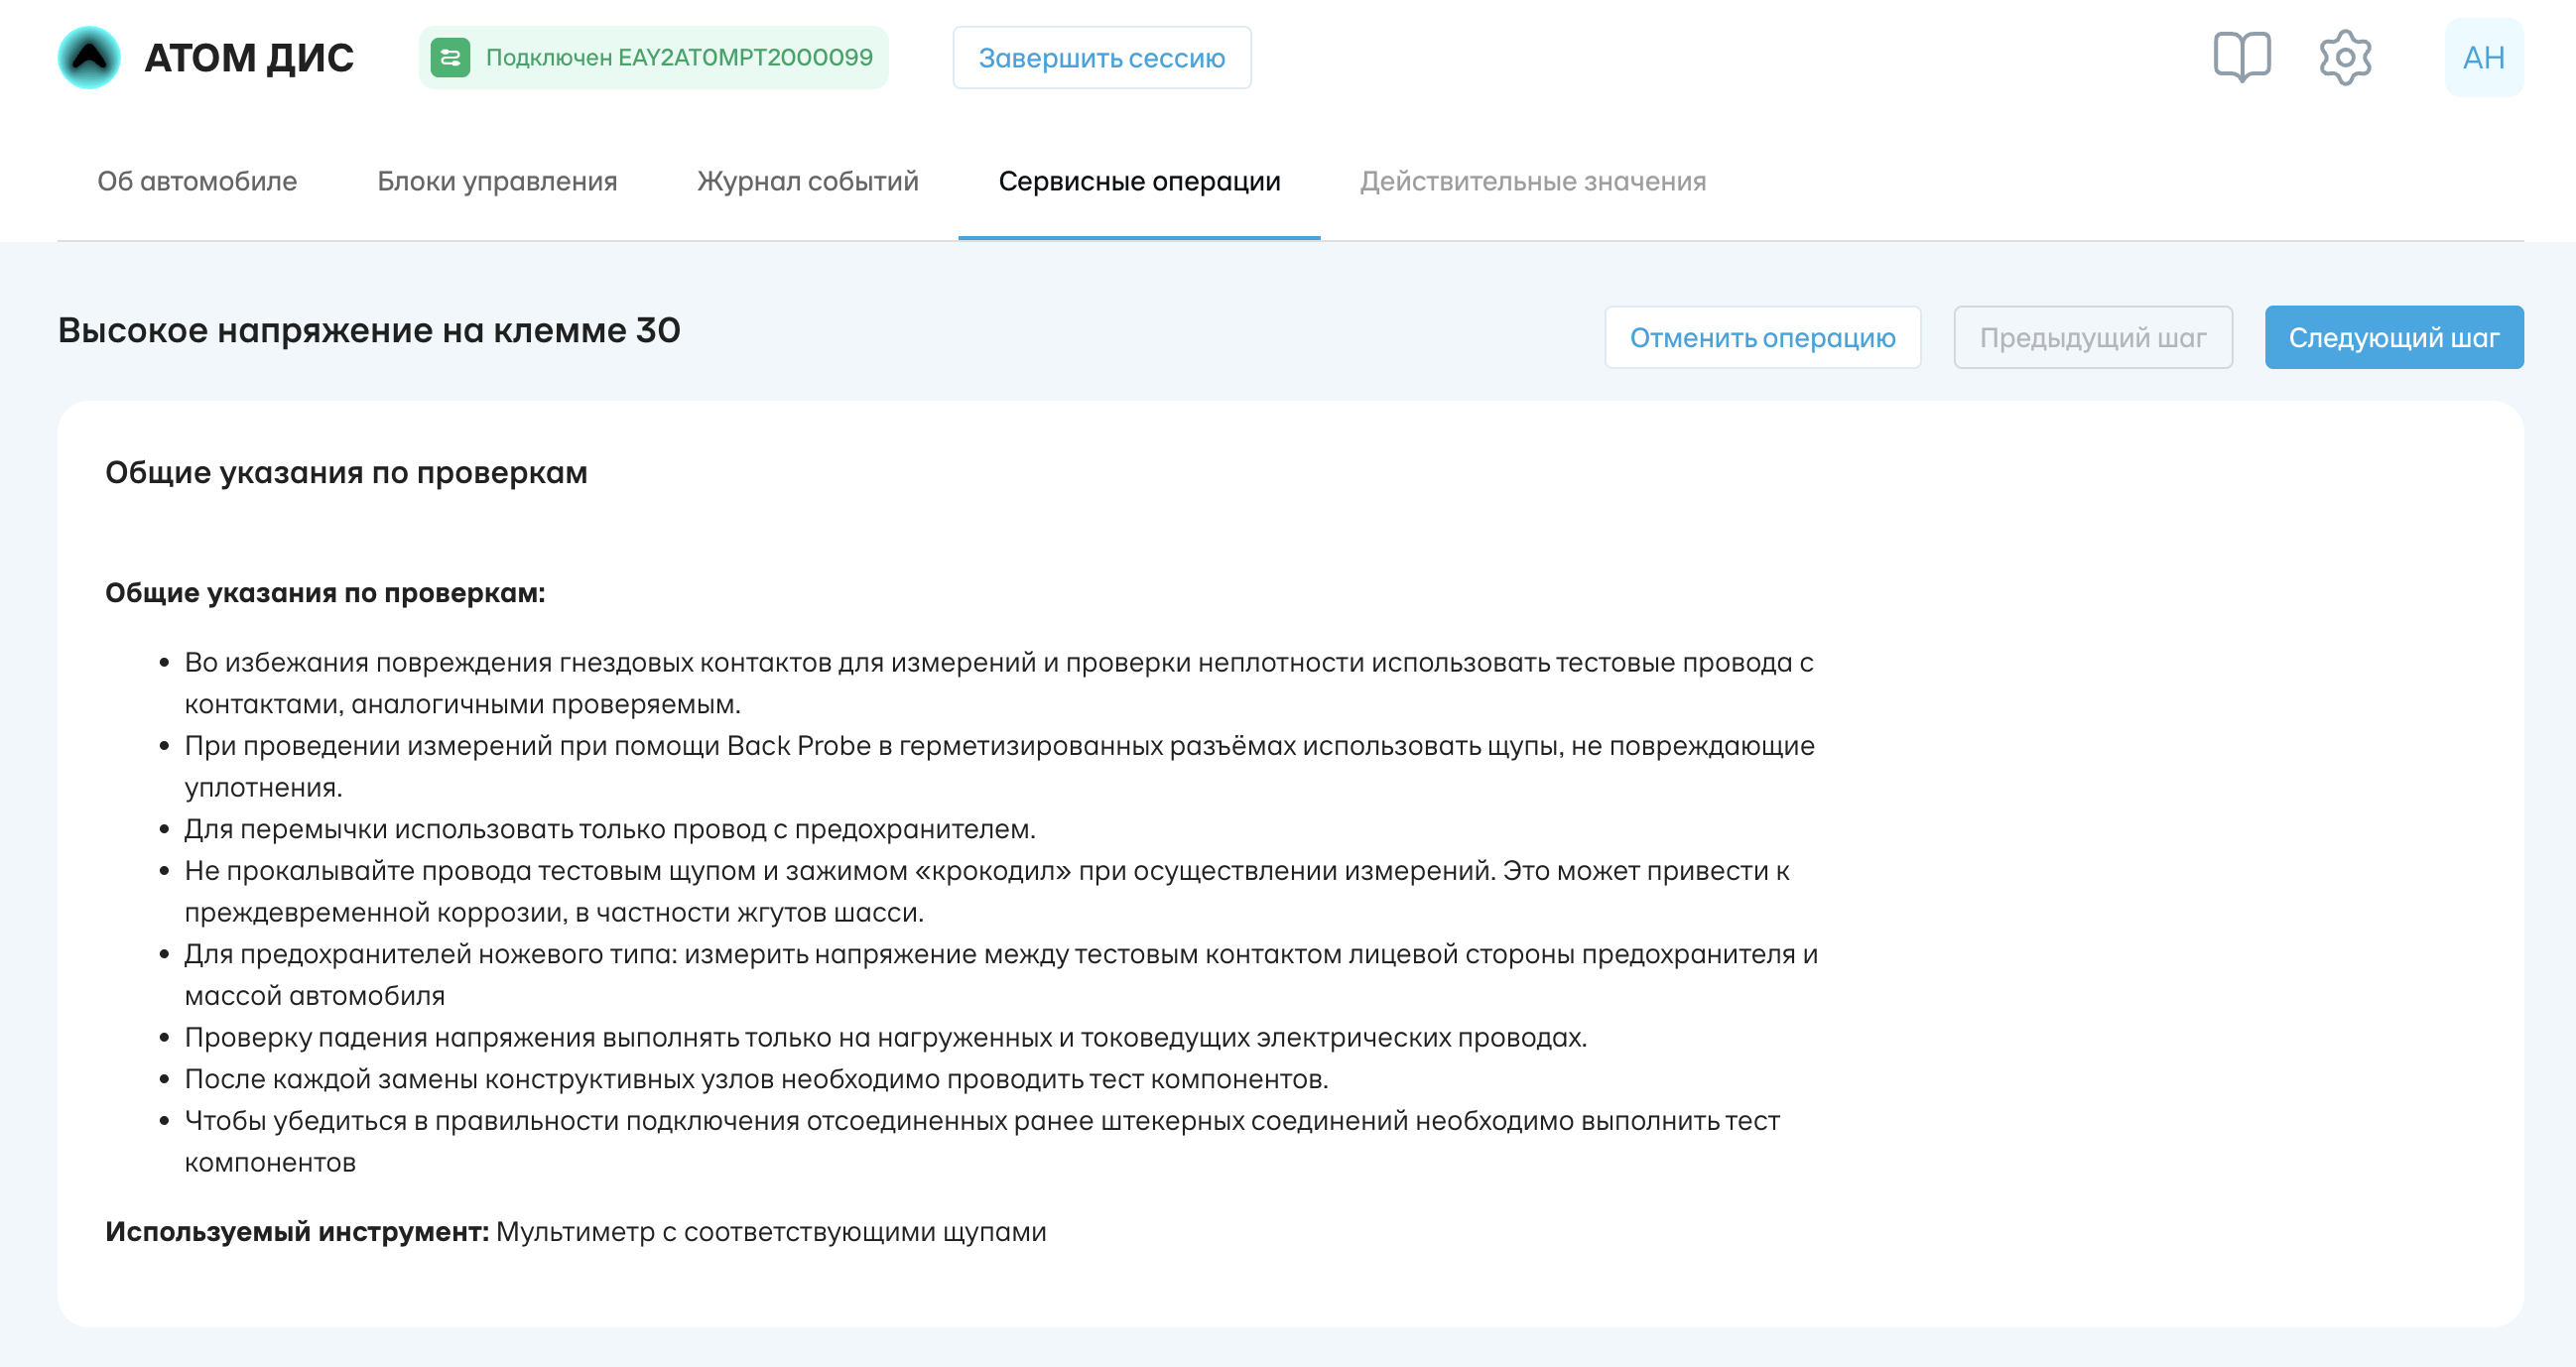 АТОМ ДИС
Подключен EAY2AT0MPT2000099
Завершить сессию
АН
Об автомобиле
Блоки управления
Журнал событий
Сервисные операции
Действительные значения
Высокое напряжение на клемме 30
Отменить операцию
Предыдущий шаг
Следующий шаг
Общие указания по проверкам
Общие указания по проверкам:
• Во избежания повреждения гнездовых контактов для измерений и проверки неплотности использовать тестовые провода с
контактами, аналогичными проверяемым.
• При проведении измерений при помощи Back Probe в герметизированных разъёмах использовать щупы, не повреждающие
уплотнения.
• Для перемычки использовать только провод с предохранителем.
• Не прокалывайте провода тестовым щупом и зажимом «крокодил» при осуществлении измерений. Это может привести к
преждевременной коррозии, в частности жгутов шасси.
• Для предохранителей ножевого типа: измерить напряжение между тестовым контактом лицевой стороны предохранителя и
массой автомобиля
• Проверку падения напряжения выполнять только на нагруженных и токоведущих электрических проводах.
• После каждой замены конструктивных узлов необходимо проводить тест компонентов.
• Чтобы убедиться в правильности подключения отсоединенных ранее штекерных соединений необходимо выполнить тест
компонентов
Используемый инструмент: Мультиметр с соответствующими щупами